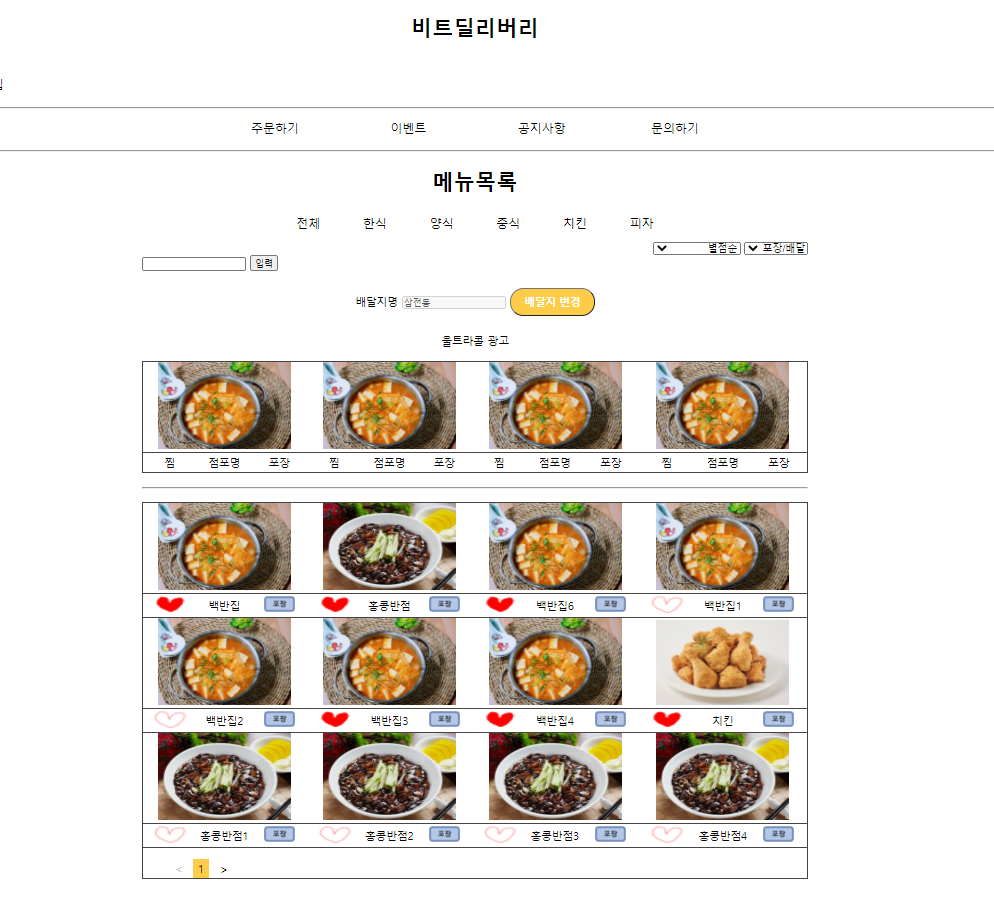 비트딜리버리
주문하기 이벤트 공지사항 문의하기
메뉴목록
전체 한식 양식 중식 치킨 피자
별점순 포장/배달
입력
배달지명 삼전동 배달지 변경
울트라콜 광고
찜 점포명 포장 찜 점포명 포장 찜 점포명 포장 찜 점포명 포장
백반집 포장 홍콩반점 포장 백반집6 포장 백반집1 포장
백반집2 포장 백반집3 포장 백반집4 포장 치킨 포장
홍콩반점1 포장 홍콩반점2 포장 홍콩반점3 포장 홍콩반점4 포장
< 1 >